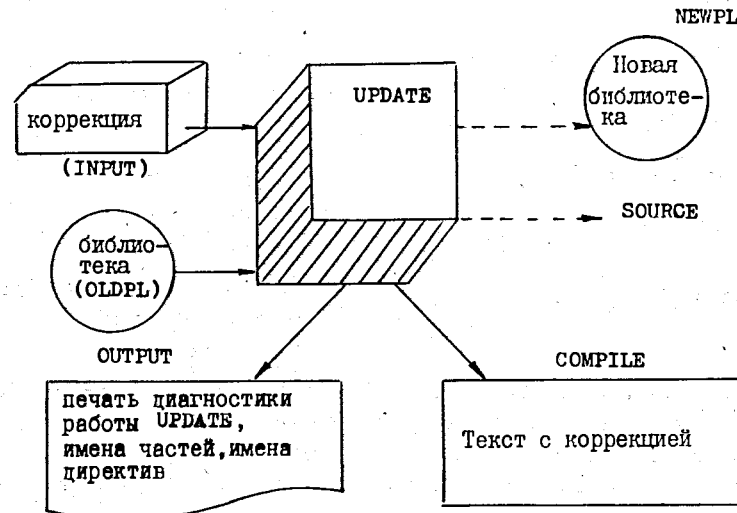 NEWPL
Новая
библиоте-
ка
UPDATE
коррекция
(INPUT)
SOURCE
библио-
тека
(OLDPL)
OUTPUT
COMPILE
печать диагностики
работы UPDATE,
имена частей,имена
директив
Текст с коррекцией